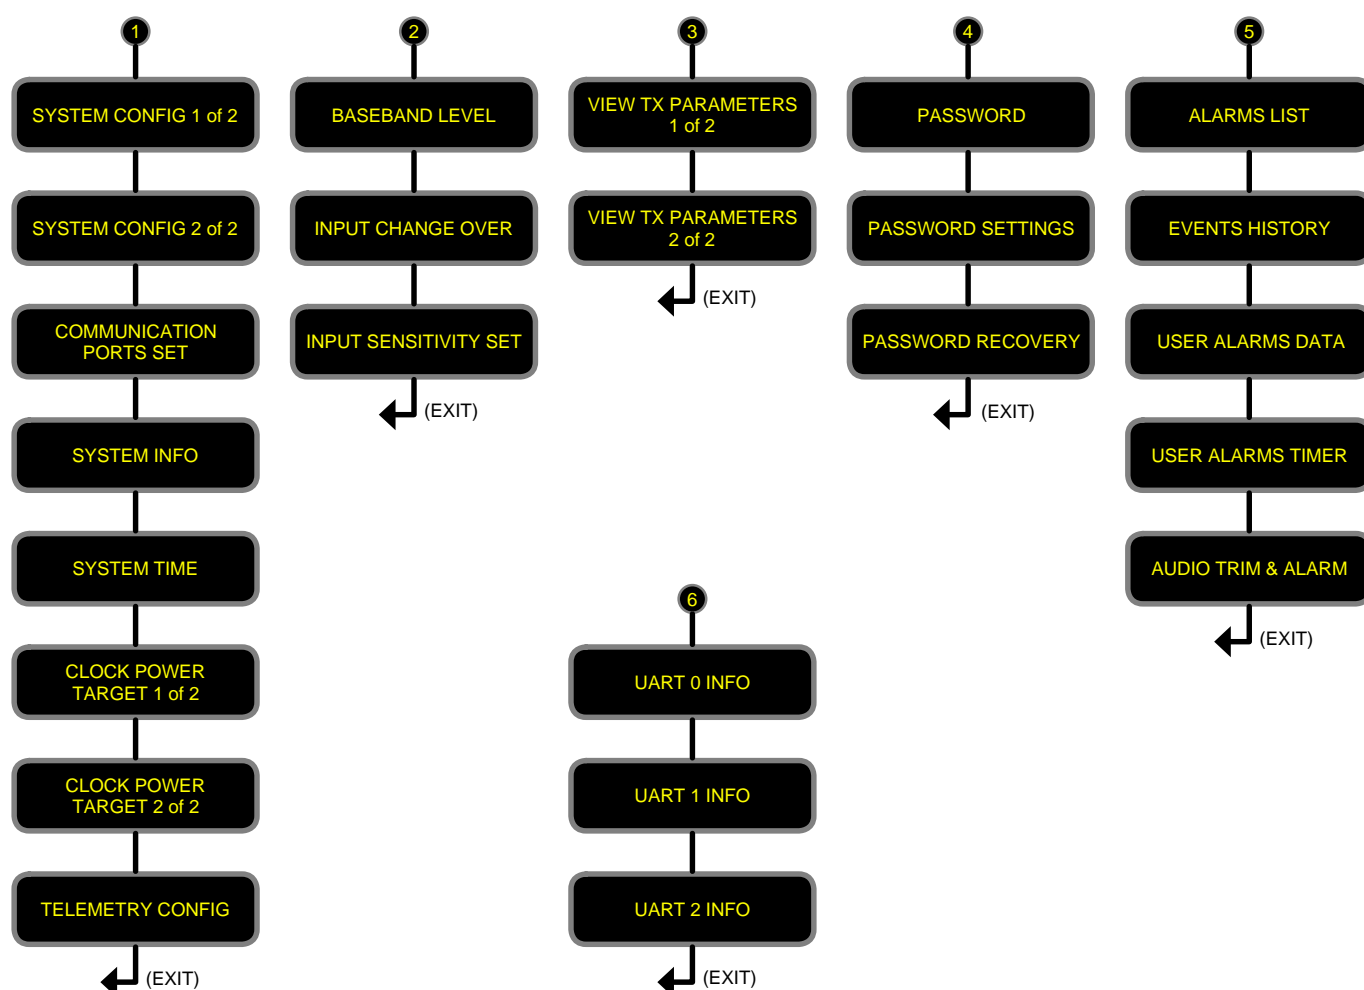 1
SYSTEM CONFIG 1 of 2
SYSTEM CONFIG 2 of 2
COMMUNICATION
PORTS SET
SYSTEM INFO
SYSTEM TIME
CLOCK POWER
TARGET 1 of 2
CLOCK POWER
TARGET 2 of 2
TELEMETRY CONFIG
(EXIT)
2
BASEBAND LEVEL
INPUT CHANGE OVER
INPUT SENSITIVITY SET
(EXIT)
3
VIEW TX PARAMETERS
1 of 2
VIEW TX PARAMETERS
2 of 2
(EXIT)
4
PASSWORD
PASSWORD SETTINGS
PASSWORD RECOVERY
(EXIT)
5
ALARMS LIST
EVENTS HISTORY
USER ALARMS DATA
USER ALARMS TIMER
AUDIO TRIM & ALARM
(EXIT)
6
UART 0 INFO
UART 1 INFO
UART 2 INFO
(EXIT)